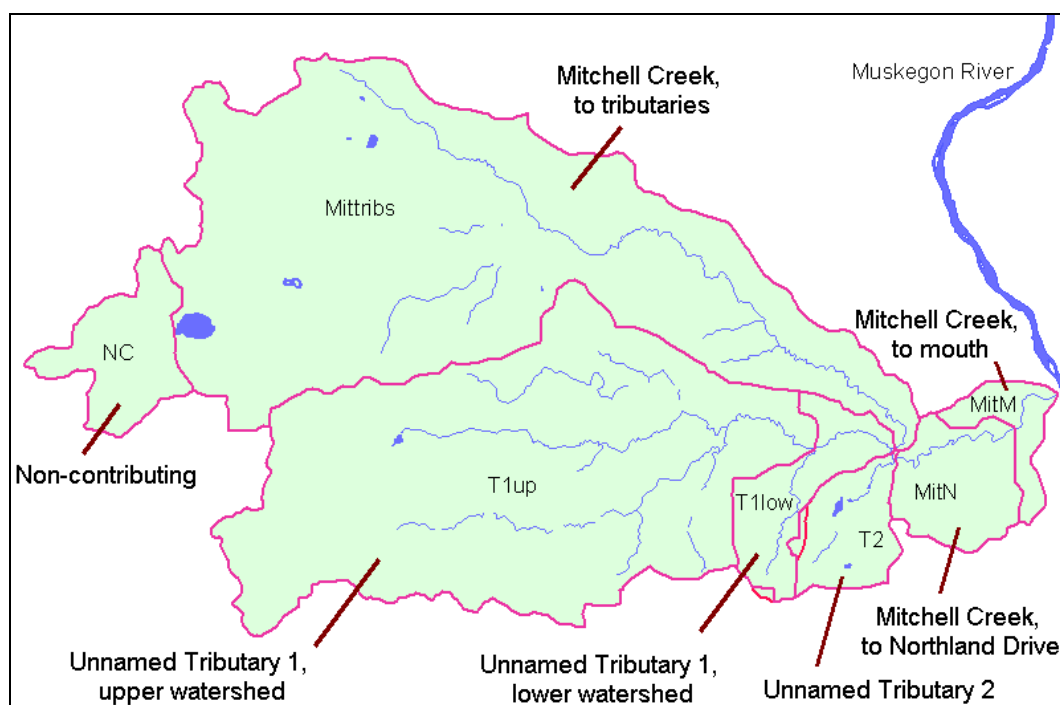 Mitchell Creek,
to tributaries
Muskegon River
Mittribs
Mitchell Creek,
to mouth
NC
MitM
Non-contributing
T1up
T1low
MitN
T2
Unnamed Tributary 1,
upper watershed
Unnamed Tributary 1,
lower watershed
Unnamed Tributary 2
Mitchell Creek,
to Northland Drive